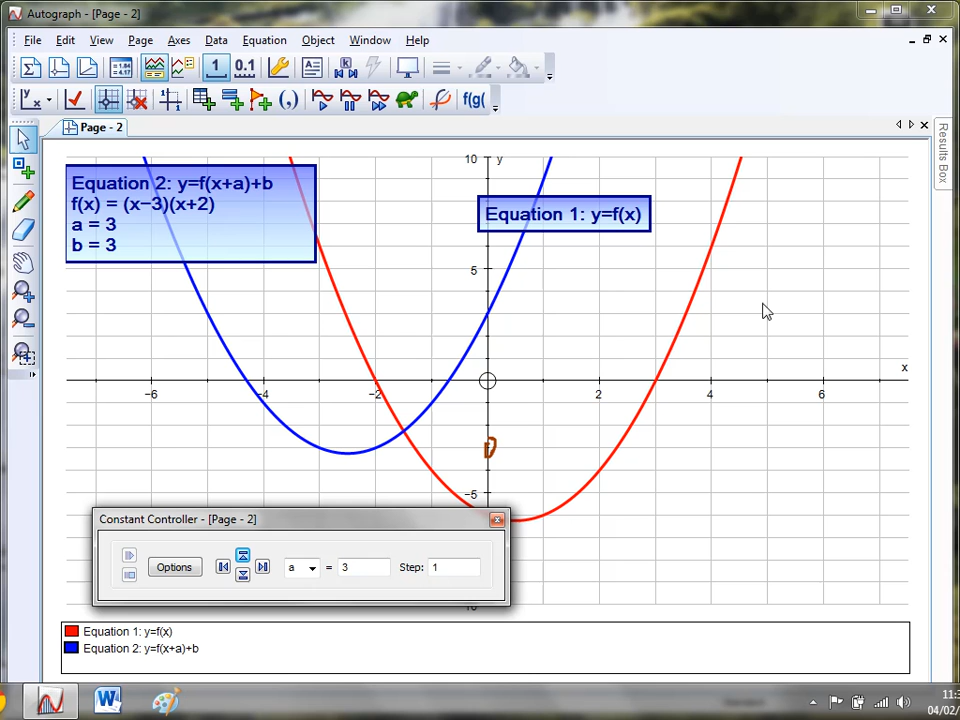 Autograph - [Page - 2]
File Edit View Page Axes Data Equation Object Window Help
1 0.1
f(g(
Page - 2
Results Box
Equation 2: y=f(x+a)+b
f(x) = (x−3)(x+2)
a = 3
b = 3
Equation 1: y=f(x)
10 y
5
x
−6 −4 −2 2 4 6
−5
Constant Controller - [Page - 2]
Options a = 3 Step: 1
Equation 1: y=f(x)
Equation 2: y=f(x+a)+b